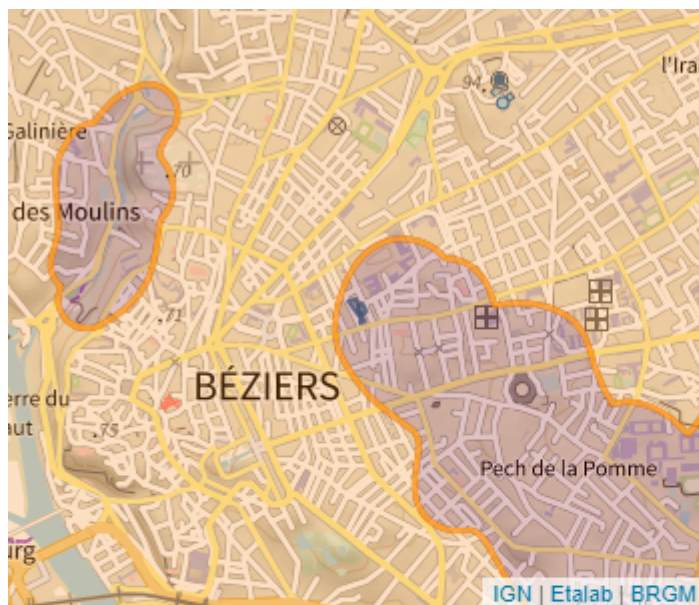 94
l'Ira
Galinière
70
des Moulins
71
BÉZIERS
erre du
aut
75
Pech de la Pomme
urg
IGN | Etalab | BRGM